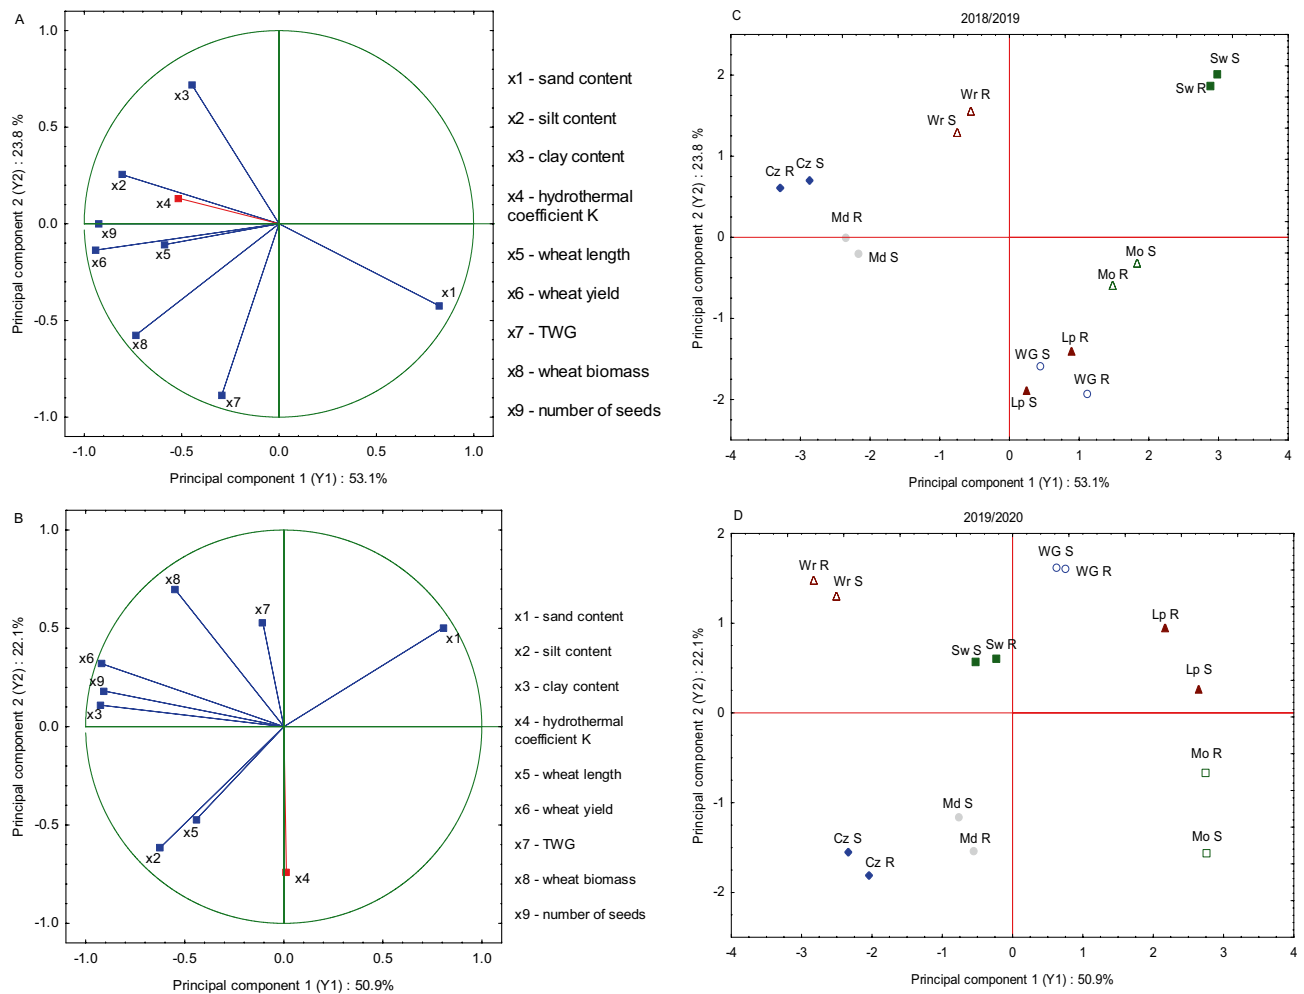 A
1.0
0.5
0.0
-0.5
-1.0
Principal component 2 (Y2) : 23.8 %
x3
x2
x4
x9
x5
x6
x1
x8
x7
-1.0
-0.5
0.0
0.5
1.0
Principal component 1 (Y1) : 53.1%
x1 - sand content
x2 - silt content
x3 - clay content
x4 - hydrothermal
coefficient K
x5 - wheat length
x6 - wheat yield
x7 - TWG
x8 - wheat biomass
x9 - number of seeds
C
2018/2019
2
1
0
-1
-2
Principal component 2 (Y2) : 23.8%
Sw S
Sw R
Wr R
Wr S
Cz R
Cz S
Md R
Md S
Mo S
Mo R
Lp R
WG S
WG R
Lp S
-4
-3
-2
-1
0
1
2
3
4
Principal component 1 (Y1) : 53.1%
B
1.0
0.5
0.0
-0.5
-1.0
Principal component 2 (Y2) : 22.1%
x8
x7
x1
x6
x9
x3
x5
x2
x4
-1.0
-0.5
0.0
0.5
1.0
Principal component 1 (Y1) : 50.9%
x1 - sand content
x2 - silt content
x3 - clay content
x4 - hydrothermal
coefficient K
x5 - wheat length
x6 - wheat yield
x7 - TWG
x8 - wheat biomass
x9 - number of seeds
D
2019/2020
2
1
0
-1
-2
Principal component 2 (Y2) : 22.1%
WG S
WG R
Wr R
Wr S
Lp R
Sw S
Sw R
Lp S
Mo R
Md S
Md R
Mo S
Cz S
Cz R
-4
-3
-2
-1
0
1
2
3
4
Principal component 1 (Y1) : 50.9%